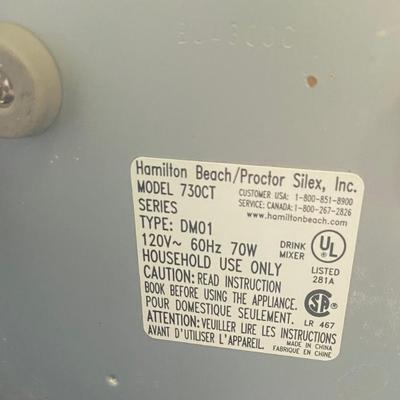 Hamilton Beach/Proctor Silex, Inc.
MODEL 730CT
CUSTOMER USA: 1-800-851-8900
SERIES
SERVICE: CANADA: 1-800-267-2826
www.hamiltonbeach.com
TYPE: DM01
120V~ 60Hz 70W
DRINK MIXER
UL
LISTED
281A
HOUSEHOLD USE ONLY
CAUTION: READ INSTRUCTION
BOOK BEFORE USING THE APPLIANCE.
POUR DOMESTIQUE SEULEMENT.
SA
LR 467
ATTENTION: VEUILLER LIRE LES INSTRUCTIONS
AVANT D'UTILISER L'APPAREIL.
MADE IN CHINA
FABRIQUE EN CHINE